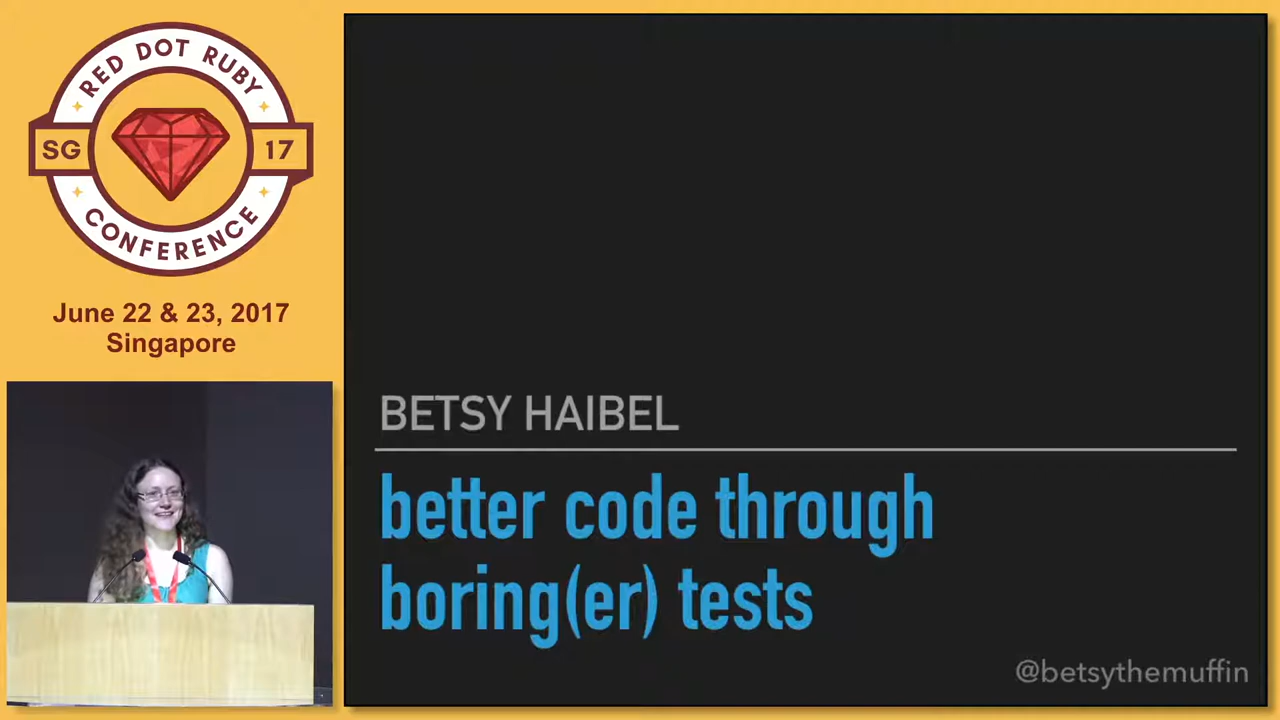 RED DOT RUBY
SG 17
CONFERENCE
June 22 & 23, 2017
Singapore
BETSY HAIBEL
better code through
boring(er) tests
@betsythemuffin